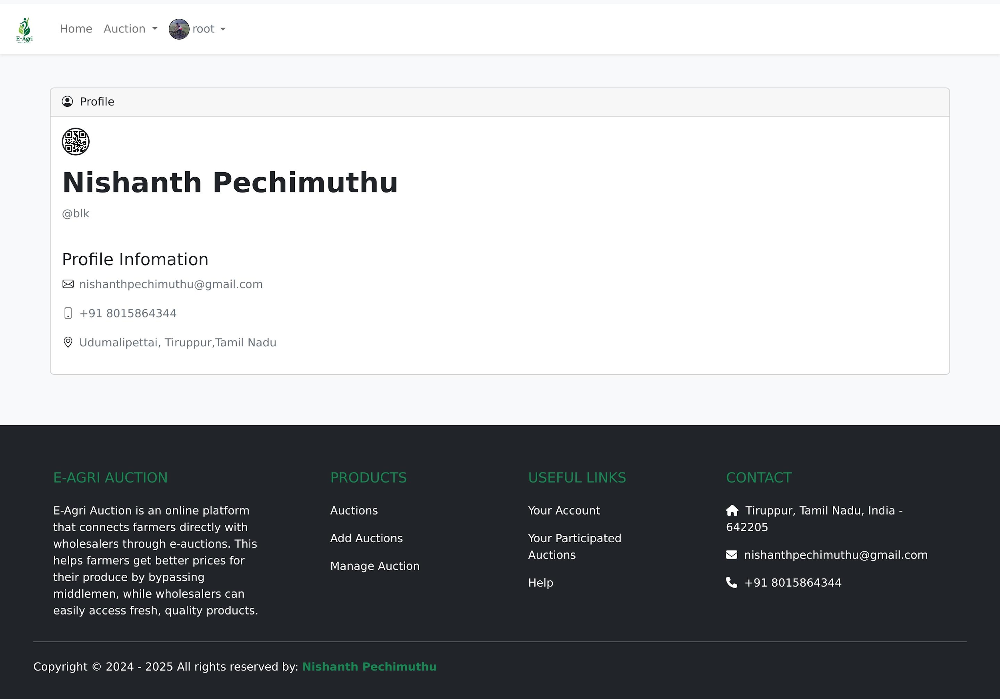 E-Agri
Home Auction root
Profile
Nishanth Pechimuthu
@blk
Profile Infomation
nishanthpechimuthu@gmail.com
+91 8015864344
Udumalipettai, Tiruppur,Tamil Nadu
E-AGRI AUCTION
E-Agri Auction is an online platform
that connects farmers directly with
wholesalers through e-auctions. This
helps farmers get better prices for
their produce by bypassing
middlemen, while wholesalers can
easily access fresh, quality products.
PRODUCTS
Auctions
Add Auctions
Manage Auction
USEFUL LINKS
Your Account
Your Participated
Auctions
Help
CONTACT
Tiruppur, Tamil Nadu, India -
642205
nishanthpechimuthu@gmail.com
+91 8015864344
Copyright © 2024 - 2025 All rights reserved by: Nishanth Pechimuthu